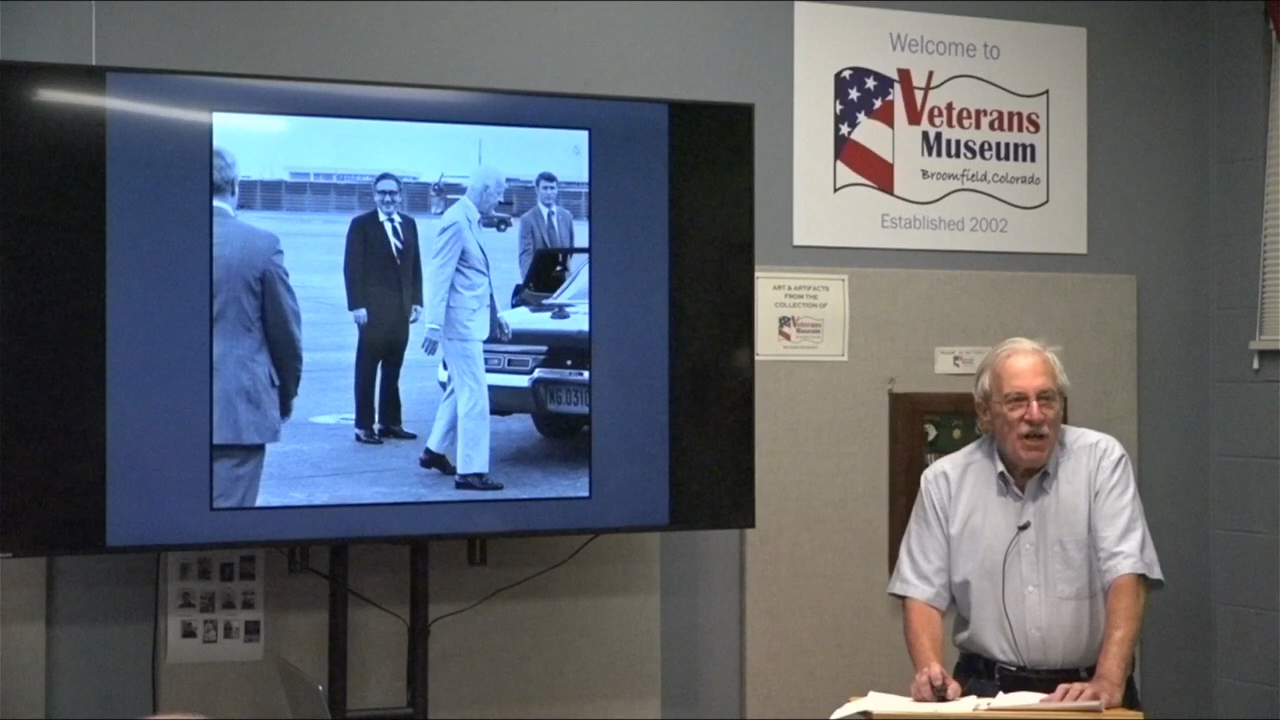 Welcome to
Veterans
Museum
Broomfield, Colorado
Established 2002
ART & ARTIFACTS
FROM THE
COLLECTION OF
Veterans
Museum
NG.0310